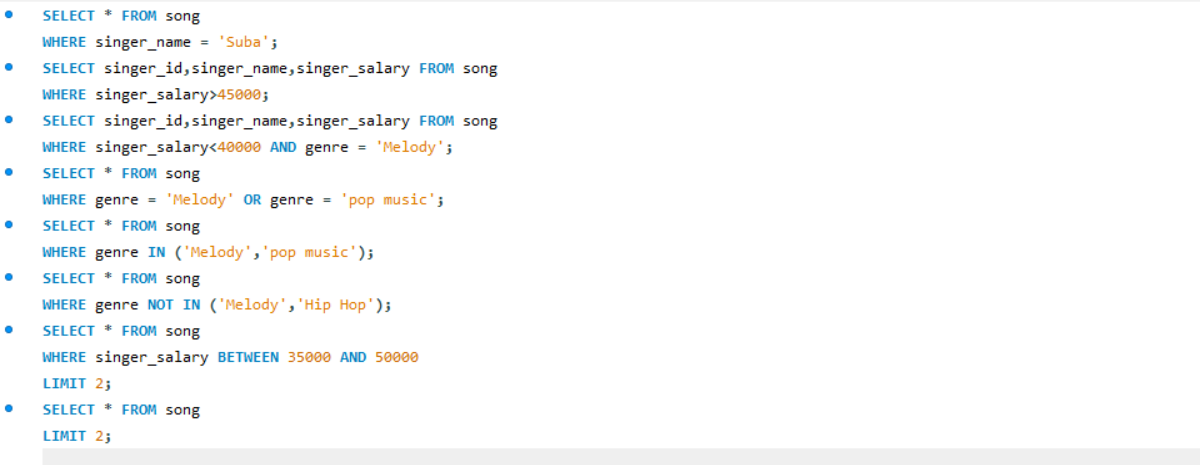 SELECT * FROM song
WHERE singer_name = 'Suba';
SELECT singer_id,singer_name,singer_salary FROM song
WHERE singer_salary>45000;
SELECT singer_id,singer_name,singer_salary FROM song
WHERE singer_salary<40000 AND genre = 'Melody';
SELECT * FROM song
WHERE genre = 'Melody' OR genre = 'pop music';
SELECT * FROM song
WHERE genre IN ('Melody','pop music');
SELECT * FROM song
WHERE genre NOT IN ('Melody','Hip Hop');
SELECT * FROM song
WHERE singer_salary BETWEEN 35000 AND 50000
LIMIT 2;
SELECT * FROM song
LIMIT 2;